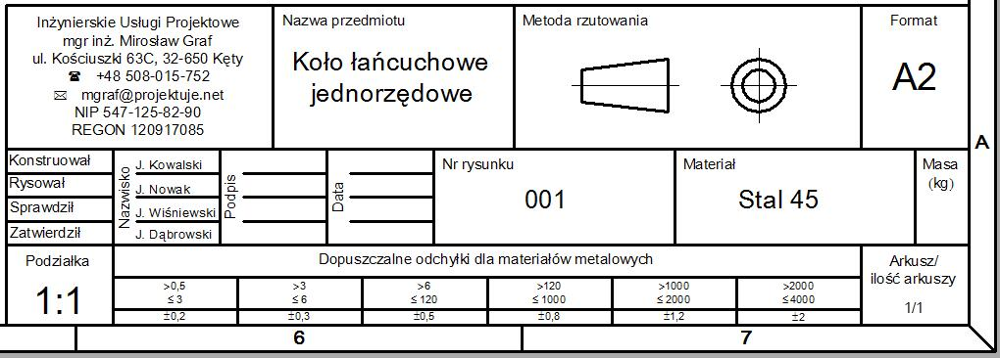 Inżynierskie Usługi Projektowe
mgr inż. Mirosław Graf
ul. Kościuszki 63C, 32-650 Kęty
☎ +48 508-015-752
✉ mgraf@projektuje.net
NIP 547-125-82-90
REGON 120917085
Nazwa przedmiotu
Koło łańcuchowe
jednorzędowe
Metoda rzutowania
Format
A2
A
Konstruował
Rysował
Sprawdził
Zatwierdził
Nazwisko
J. Kowalski
J. Nowak
J. Wiśniewski
J. Dąbrowski
Podpis
Data
Nr rysunku
001
Materiał
Stal 45
Masa
(kg)
Podziałka
1:1
Dopuszczalne odchyłki dla materiałów metalowych
>0,5 >3 >6 >120 >1000 >2000
≤ 3 ≤ 6 ≤ 120 ≤ 1000 ≤ 2000 ≤4000
±0,2 ±0,3 ±0,5 ±0,8 ±1,2 ±2
Arkusz/
ilość arkuszy
1/1
6 7